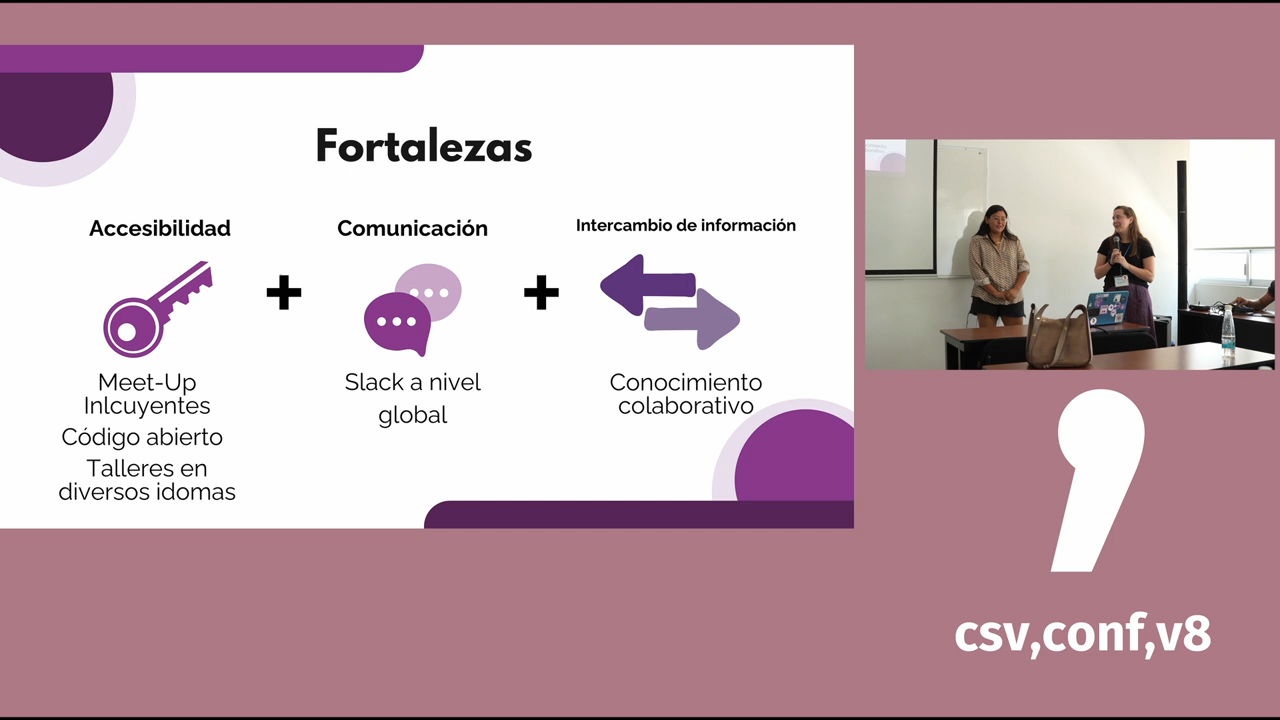 Fortalezas
Accesibilidad
Meet-Up
Inlcuyentes
Código abierto
Talleres en
diversos idomas
Comunicación
Slack a nivel
global
Intercambio de información
Conocimiento
colaborativo
csv,conf,v8